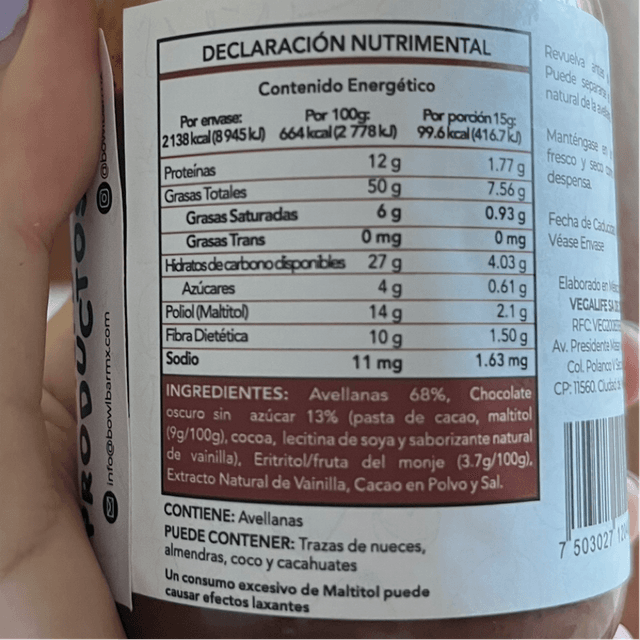 DECLARACIÓN NUTRIMENTAL
Contenido Energético
Por envase: Por 100g: Por porción 15g:
2138 kcal (8 945 kJ) 664 kcal (2 778 kJ) 99.6 kcal (416.7 kJ)
Proteínas 12 g 1.77 g
Grasas Totales 50 g 7.56 g
Grasas Saturadas 6 g 0.93 g
Grasas Trans 0 mg 0 mg
Hidratos de carbono disponibles 27 g 4.03 g
Azúcares 4 g 0.61 g
Poliol (Maltitol) 14 g 2.1 g
Fibra Dietética 10 g 1.50 g
Sodio 11 mg 1.63 mg
INGREDIENTES: Avellanas 68%, Chocolate
oscuro sin azúcar 13% (pasta de cacao, maltitol
(9g/100g), cocoa, lecitina de soya y saborizante natural
de vainilla), Eritritol/fruta del monje (3.7g/100g),
Extracto Natural de Vainilla, Cacao en Polvo y Sal.
CONTIENE: Avellanas
PUEDE CONTENER: Trazas de nueces,
almendras, coco y cacahuates
Un consumo excesivo de Maltitol puede
causar efectos laxantes
Revuelva antes
Puede separarse
natural de la
Manténgase en
fresco y seco
despensa.
Fecha de
Véase Envase
Elaborado en
VEGALIFE SA
RFC:
Av. Presidente
Col. Polanco V
CP: 11560. Ciudad
7 503027
PRODUCTOS
info@bowlbarmx.com